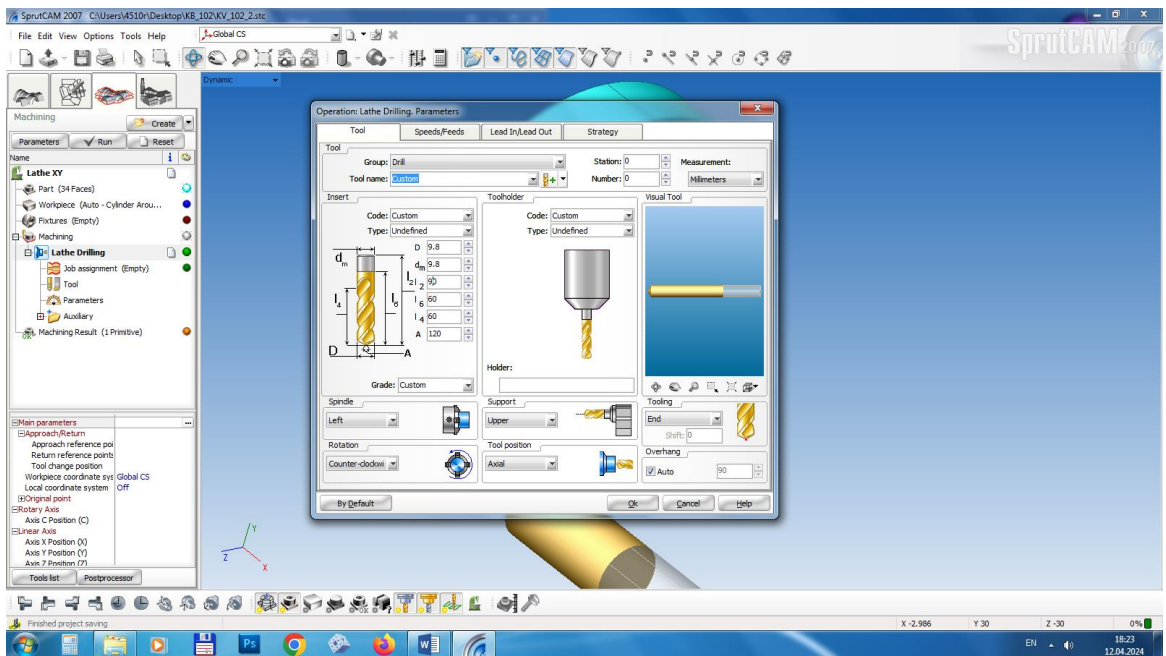 SprutCAM 2007 C:\Users\4510r\Desktop\KB_102\KV_102_2.stc
File Edit View Options Tools Help
Global CS
SprutCAM 2007
Dynamic
Machining
Create
Parameters Run Reset
Name
Lathe XY
Part (34 Faces)
Workpiece (Auto - Cylinder Arou...
Fixtures (Empty)
Machining
Lathe Drilling
Job assignment (Empty)
Tool
Parameters
Auxiliary
Machining Result (1 Primitive)
Main parameters
Approach/Return
Approach reference poi
Return reference points
Tool change position
Workpiece coordinate sys Global CS
Local coordinate system Off
Original point
Rotary Axis
Axis C Position (C)
Linear Axis
Axis X Position (X)
Axis Y Position (Y)
Axis Z Position (Z)
Tools list Postprocessor
Operation: Lathe Drilling. Parameters
Tool Speeds/Feeds Lead In/Lead Out Strategy
Tool
Group: Drill Station: 0 Measurement:
Tool name: Custom Number: 0 Millimeters
Insert Toolholder Visual Tool
Code: Custom Code: Custom
Type: Undefined Type: Undefined
D 9.8
dm 9.8
l 2 90
l 6 60
l 4 60
A 120
dm
l2
l4
l6
D
A
Holder:
Grade: Custom
Spindle Support Tooling
Left Upper End
Shift: 0
Rotation Tool position Overhang
Counter-clockwi Axial Auto 90
By Default Ok Cancel Help
Y
Z
X
Finished project saving X -2.986 Y 30 Z -30 0%
Ps
W
EN 18:23
12.04.2024